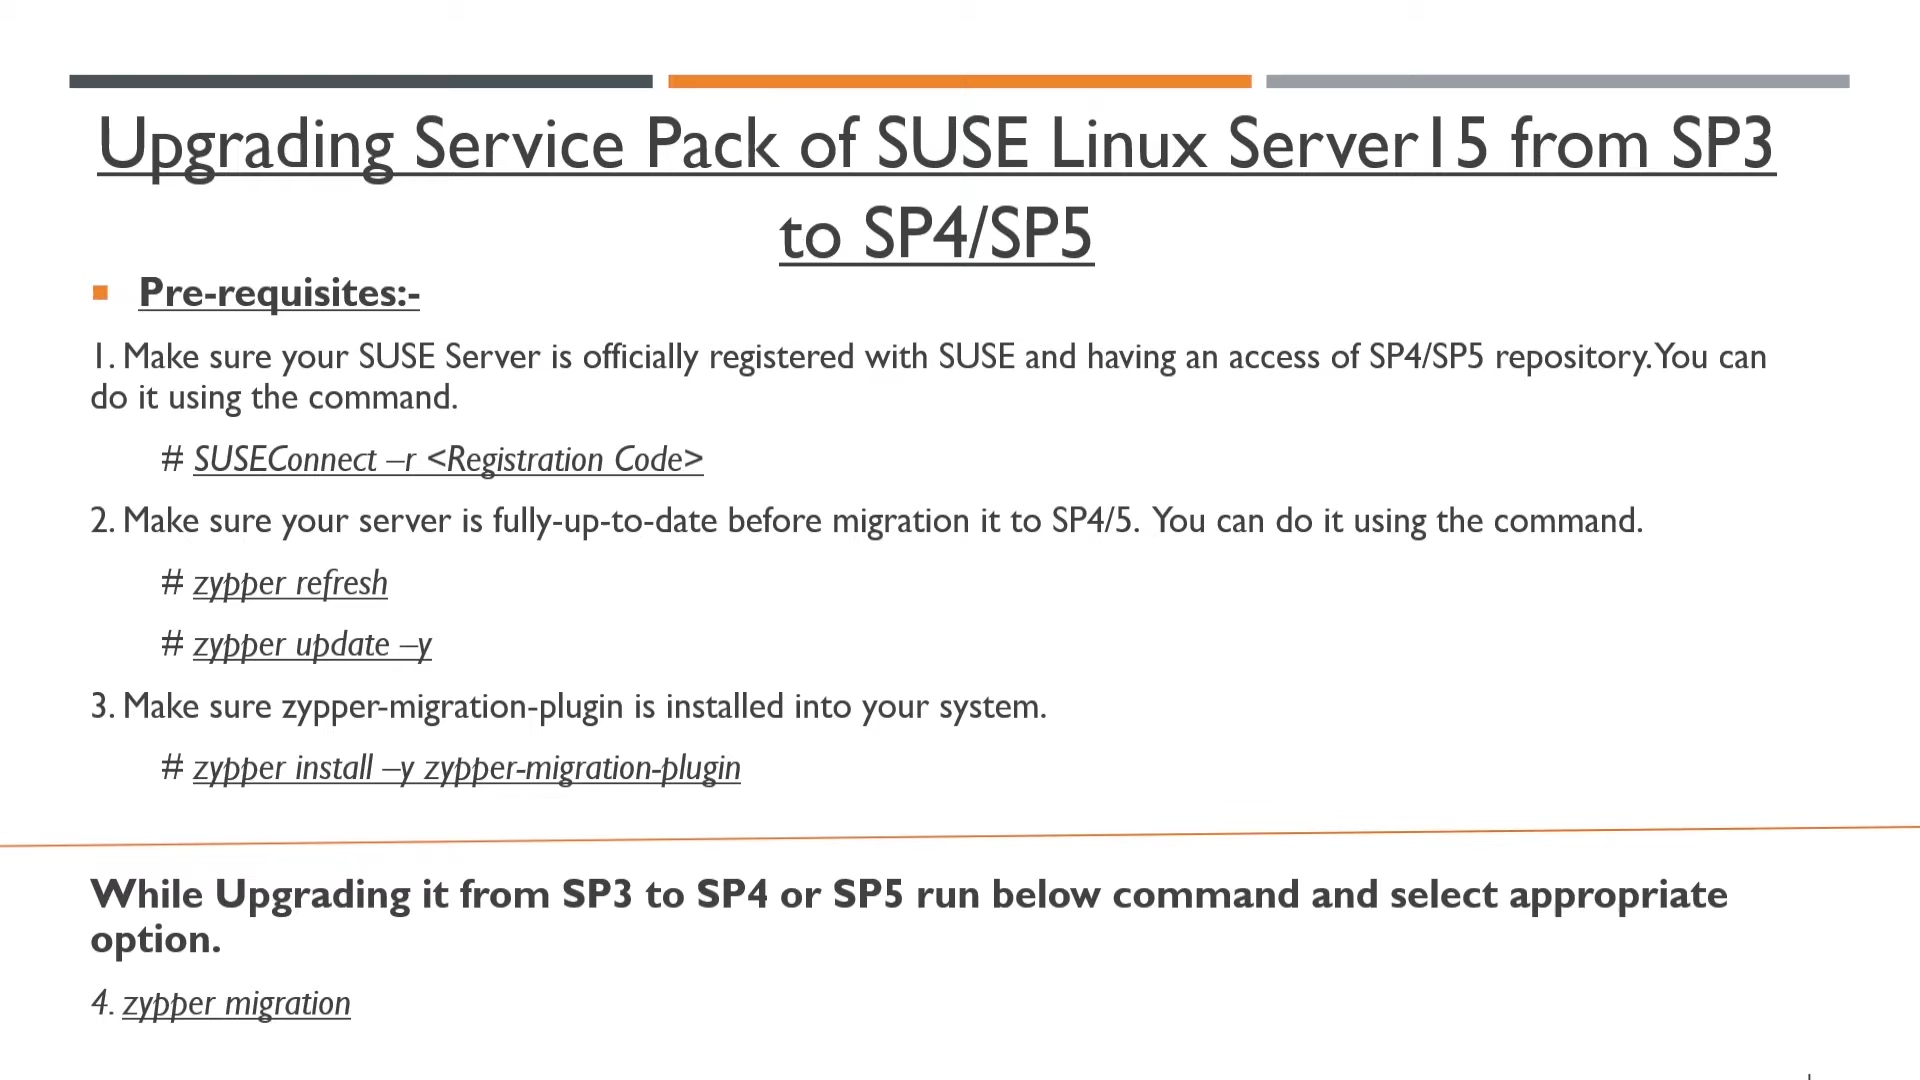 Upgrading Service Pack of SUSE Linux Server15 from SP3
to SP4/SP5
Pre-requisites:-
1. Make sure your SUSE Server is officially registered with SUSE and having an access of SP4/SP5 repository. You can
do it using the command.
# SUSEConnect –r <Registration Code>
2. Make sure your server is fully-up-to-date before migration it to SP4/5. You can do it using the command.
# zypper refresh
# zypper update –y
3. Make sure zypper-migration-plugin is installed into your system.
# zypper install –y zypper-migration-plugin
While Upgrading it from SP3 to SP4 or SP5 run below command and select appropriate
option.
4. zypper migration